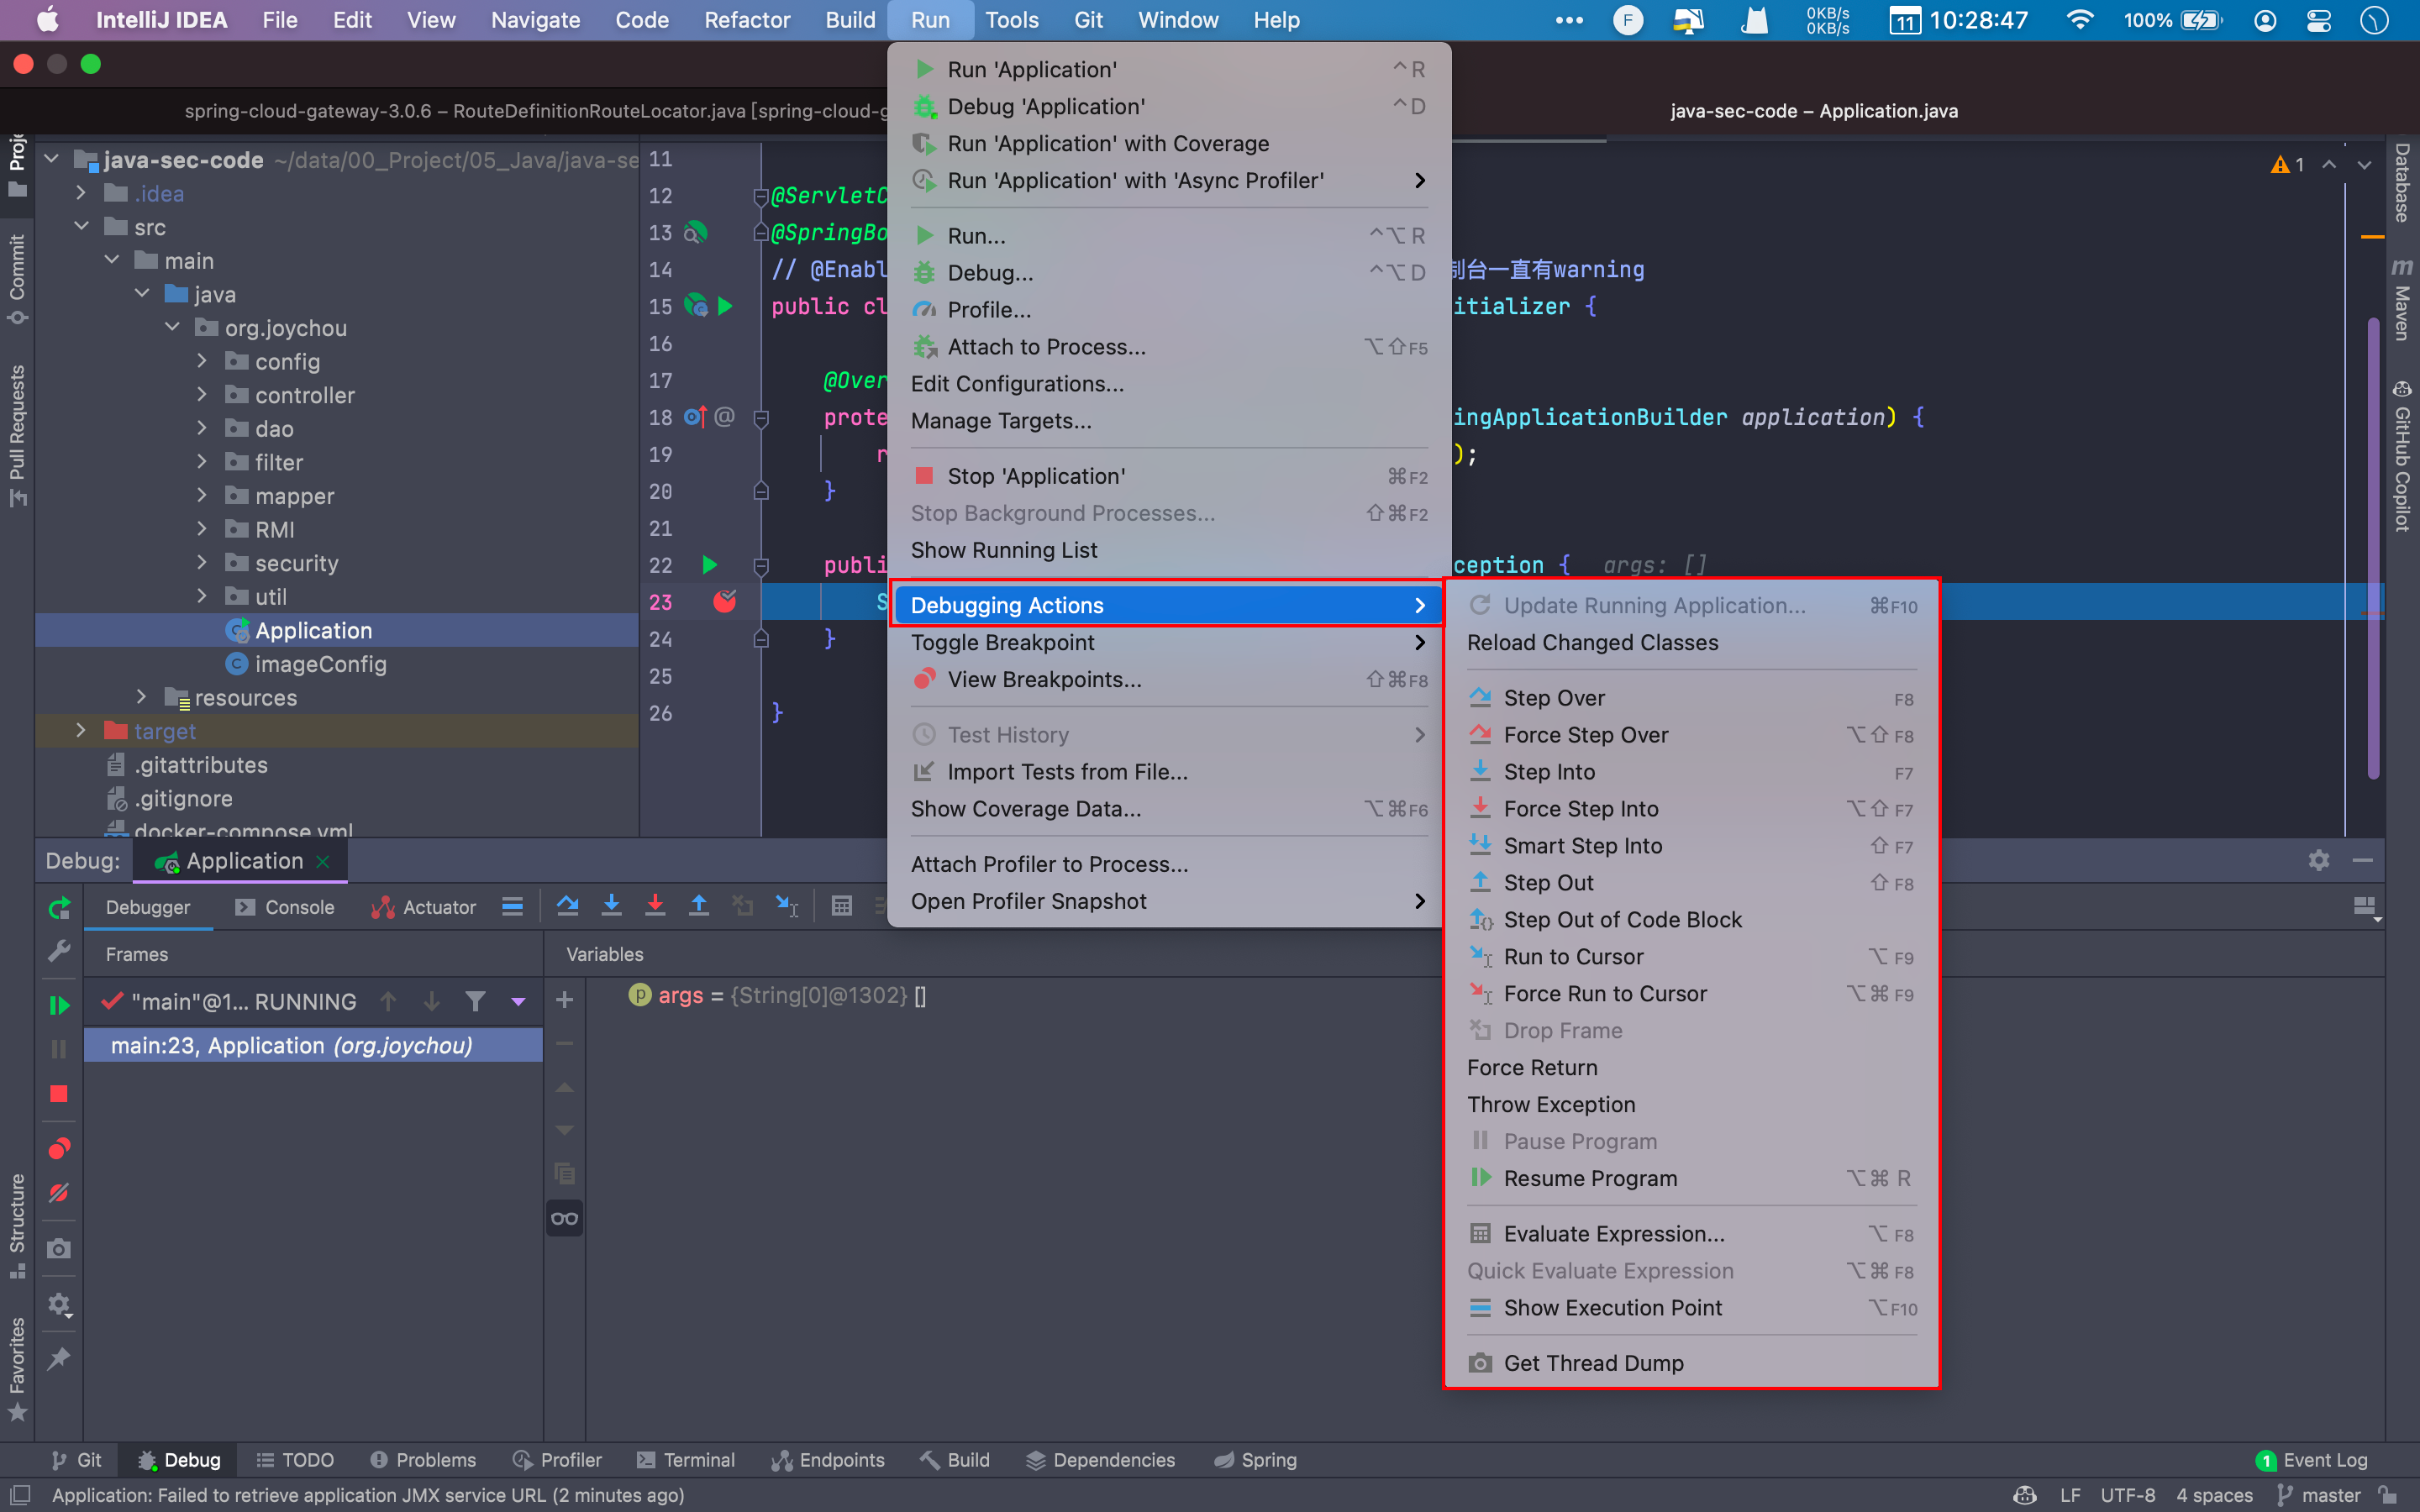 IntelliJ IDEA File Edit View Navigate Code Refactor Build Run Tools Git Window Help ••• F 0KB/s 0KB/s 11 10:28:47 100%
spring-cloud-gateway-3.0.6 – RouteDefinitionRouteLocator.java [spring-cloud-g
java-sec-code – Application.java
Project
Commit
Pull Requests
Structure
Favorites
java-sec-code ~/data/00_Project/05_Java/java-se
.idea
src
main
java
org.joychou
config
controller
dao
filter
mapper
RMI
security
util
Application
imageConfig
resources
target
.gitattributes
.gitignore
docker-compose.yml
11
12 @ServletC
13 @SpringBo
14 // @Enabl 制台一直有warning
15 public cl itializer {
16
17 @Over
18 @ prote ingApplicationBuilder application) {
19 r );
20 }
21
22 publi ception { args: []
23 S
24 }
25
26 }
1
Database
Maven
GitHub Copilot
Run 'Application' ^R
Debug 'Application' ^D
Run 'Application' with Coverage
Run 'Application' with 'Async Profiler'
Run... ^⌥R
Debug... ^⌥D
Profile...
Attach to Process... ⌥⇧F5
Edit Configurations...
Manage Targets...
Stop 'Application' ⌘F2
Stop Background Processes... ⇧⌘F2
Show Running List
Debugging Actions
Toggle Breakpoint
View Breakpoints... ⇧⌘F8
Test History
Import Tests from File...
Show Coverage Data... ⌥⌘F6
Attach Profiler to Process...
Open Profiler Snapshot
Update Running Application... ⌘F10
Reload Changed Classes
Step Over F8
Force Step Over ⌥⇧F8
Step Into F7
Force Step Into ⌥⇧F7
Smart Step Into ⇧F7
Step Out ⇧F8
Step Out of Code Block
Run to Cursor ⌥F9
Force Run to Cursor ⌥⌘F9
Drop Frame
Force Return
Throw Exception
Pause Program
Resume Program ⌥⌘R
Evaluate Expression... ⌥F8
Quick Evaluate Expression ⌥⌘F8
Show Execution Point ⌥F10
Get Thread Dump
Debug: Application
Debugger Console Actuator
Frames
Variables
"main"@1... RUNNING
main:23, Application (org.joychou)
p args = {String[0]@1302} []
Git Debug TODO Problems Profiler Terminal Endpoints Build Dependencies Spring 1 Event Log
Application: Failed to retrieve application JMX service URL (2 minutes ago) LF UTF-8 4 spaces master